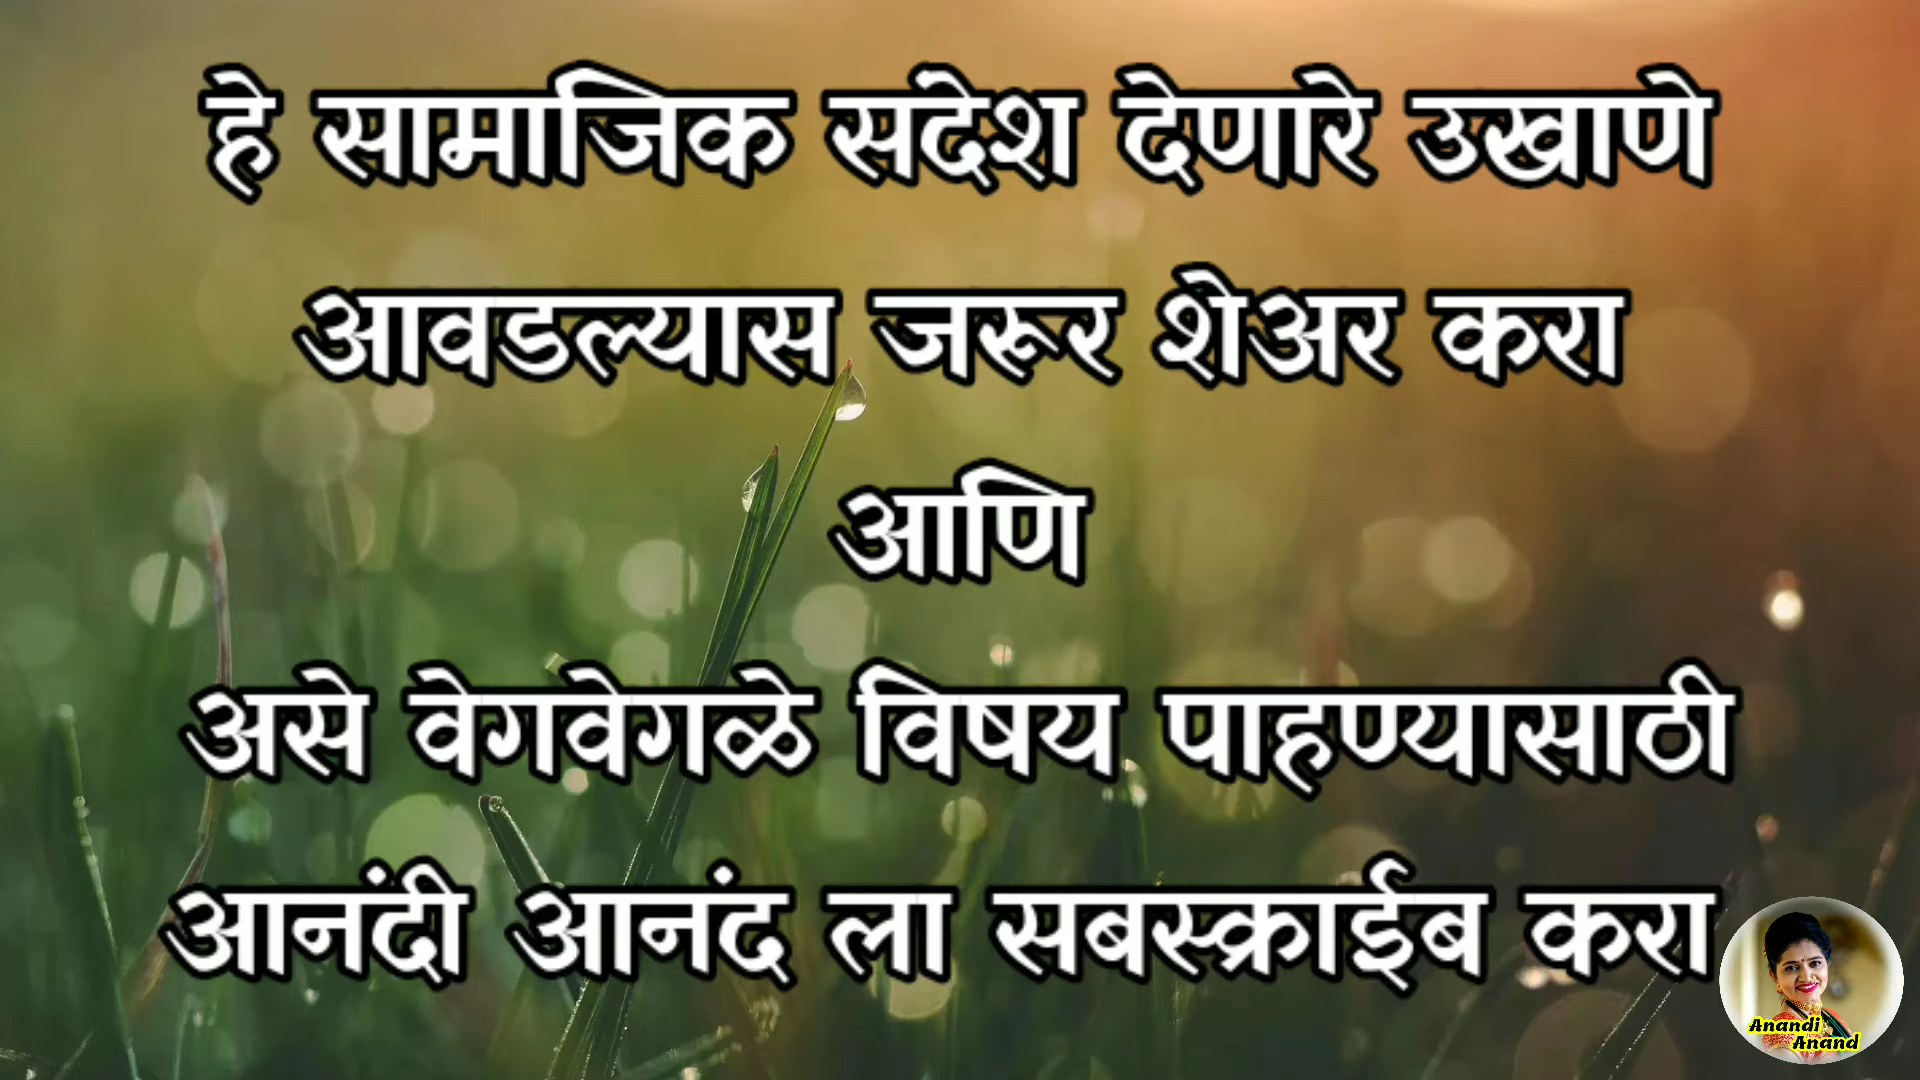 हे सामाजिक संदेश देणारे उखाणे
आवडल्यास जरूर शेअर करा
आणि
असे वेगवेगळे विषय पाहण्यासाठी
आनंदी आनंद ला सबस्क्राईब करा
Anandi
Anand